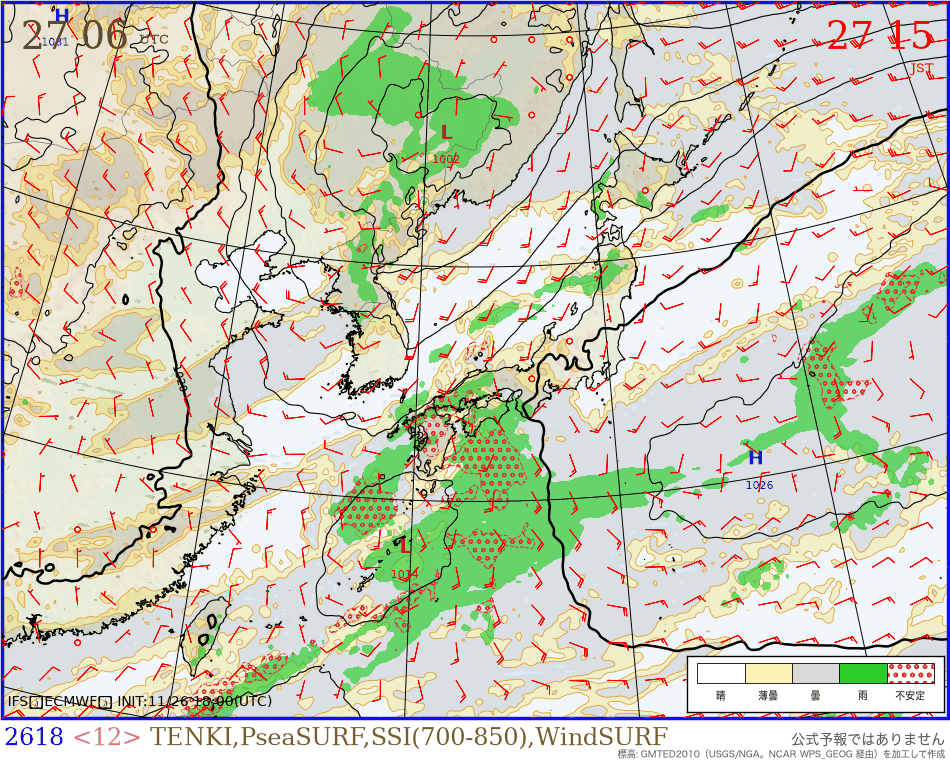 H
1031
27 06 UTC
27 15
JST
L
1002
1020
H
1026
L
1014
晴 薄曇 曇 雨 不安定
IFS□ECMWF□ INIT:11/26 18:00(UTC)
2618 <12> TENKI,PseaSURF,SSI(700-850),WindSURF
公式予報ではありません
標高: GMTED2010（USGS/NGA。NCAR WPS_GEOG 経由）を加工して作成